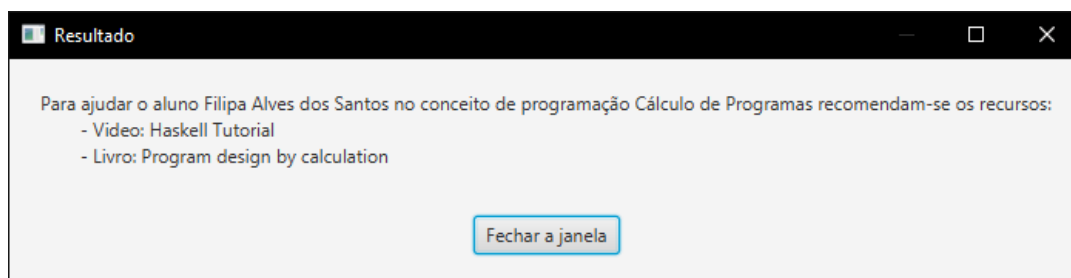 Resultado
Para ajudar o aluno Filipa Alves dos Santos no conceito de programação Cálculo de Programas recomendam-se os recursos:
- Video: Haskell Tutorial
- Livro: Program design by calculation
Fechar a janela